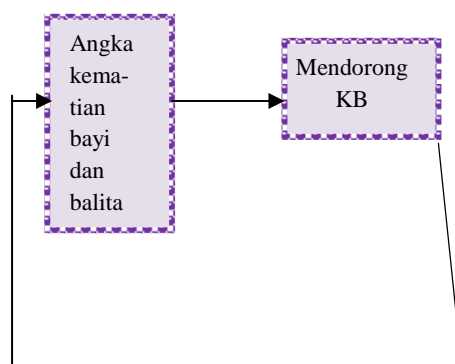 Angka
kema-
tian
bayi
dan
balita
Mendorong
KB